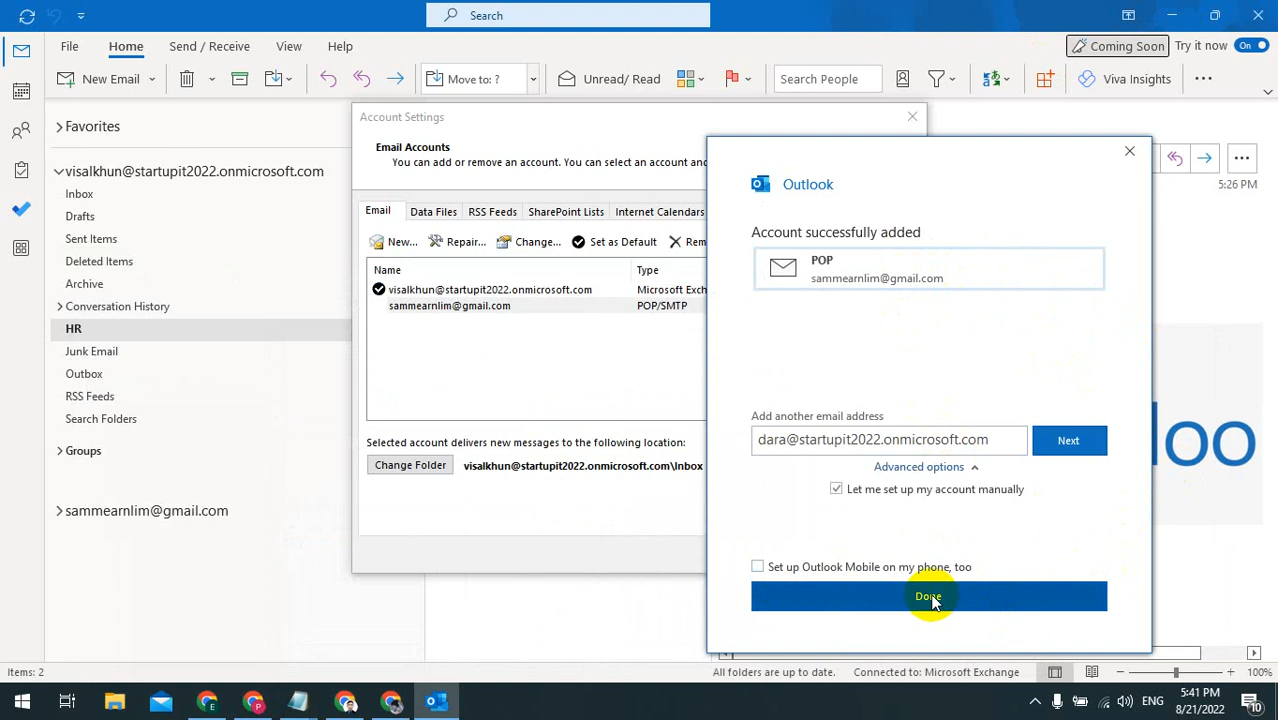 Search
File Home Send / Receive View Help
Coming Soon Try it now On
New Email Move to: ? Unread/ Read Search People Viva Insights
Favorites
visalkhun@startupit2022.onmicrosoft.com
Inbox
Drafts
Sent Items
Deleted Items
Archive
Conversation History
HR
Junk Email
Outbox
RSS Feeds
Search Folders
Groups
sammearnlim@gmail.com
Account Settings
Email Accounts
You can add or remove an account. You can select an account and
Email Data Files RSS Feeds SharePoint Lists Internet Calendars
New... Repair... Change... Set as Default Rem
Name Type
visalkhun@startupit2022.onmicrosoft.com Microsoft Exch
sammearnlim@gmail.com POP/SMTP
Selected account delivers new messages to the following location:
Change Folder visalkhun@startupit2022.onmicrosoft.com\Inbox
Outlook
Account successfully added
POP
sammearnlim@gmail.com
Add another email address
dara@startupit2022.onmicrosoft.com Next
Advanced options
Let me set up my account manually
Set up Outlook Mobile on my phone, too
Done
5:26 PM
loo
Items: 2 All folders are up to date. Connected to: Microsoft Exchange 100%
ENG 5:41 PM
8/21/2022
10